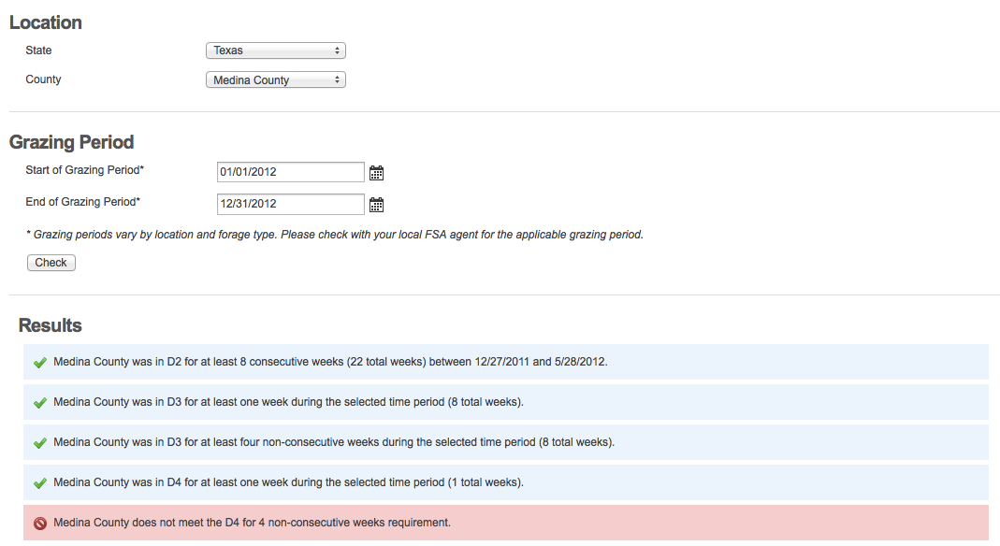 Location
State
Texas
County
Medina County
Grazing Period
Start of Grazing Period*
01/01/2012
End of Grazing Period*
12/31/2012
* Grazing periods vary by location and forage type. Please check with your local FSA agent for the applicable grazing period.
Check
Results
Medina County was in D2 for at least 8 consecutive weeks (22 total weeks) between 12/27/2011 and 5/28/2012.
Medina County was in D3 for at least one week during the selected time period (8 total weeks).
Medina County was in D3 for at least four non-consecutive weeks during the selected time period (8 total weeks).
Medina County was in D4 for at least one week during the selected time period (1 total weeks).
Medina County does not meet the D4 for 4 non-consecutive weeks requirement.